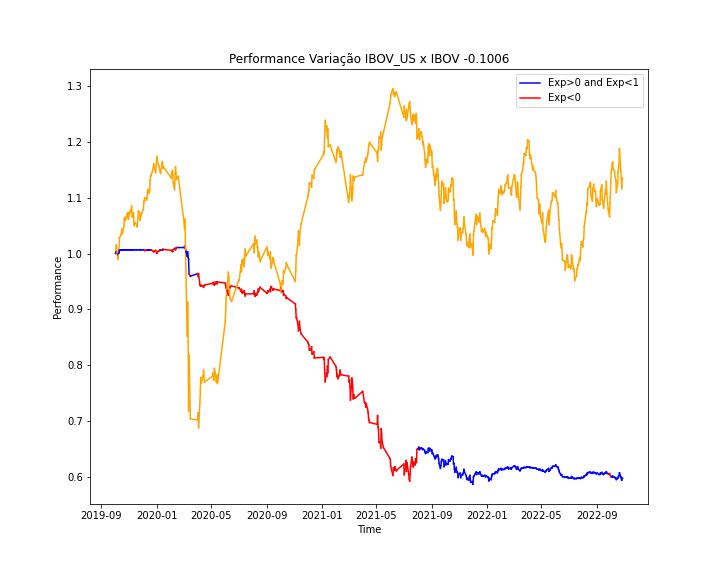 Performance Variação IBOV_US x IBOV -0.1006
Exp>0 and Exp<1
Exp<0
1.3
1.2
1.1
1.0
0.9
0.8
0.7
0.6
Performance
2019-09 2020-01 2020-05 2020-09 2021-01 2021-05 2021-09 2022-01 2022-05 2022-09
Time